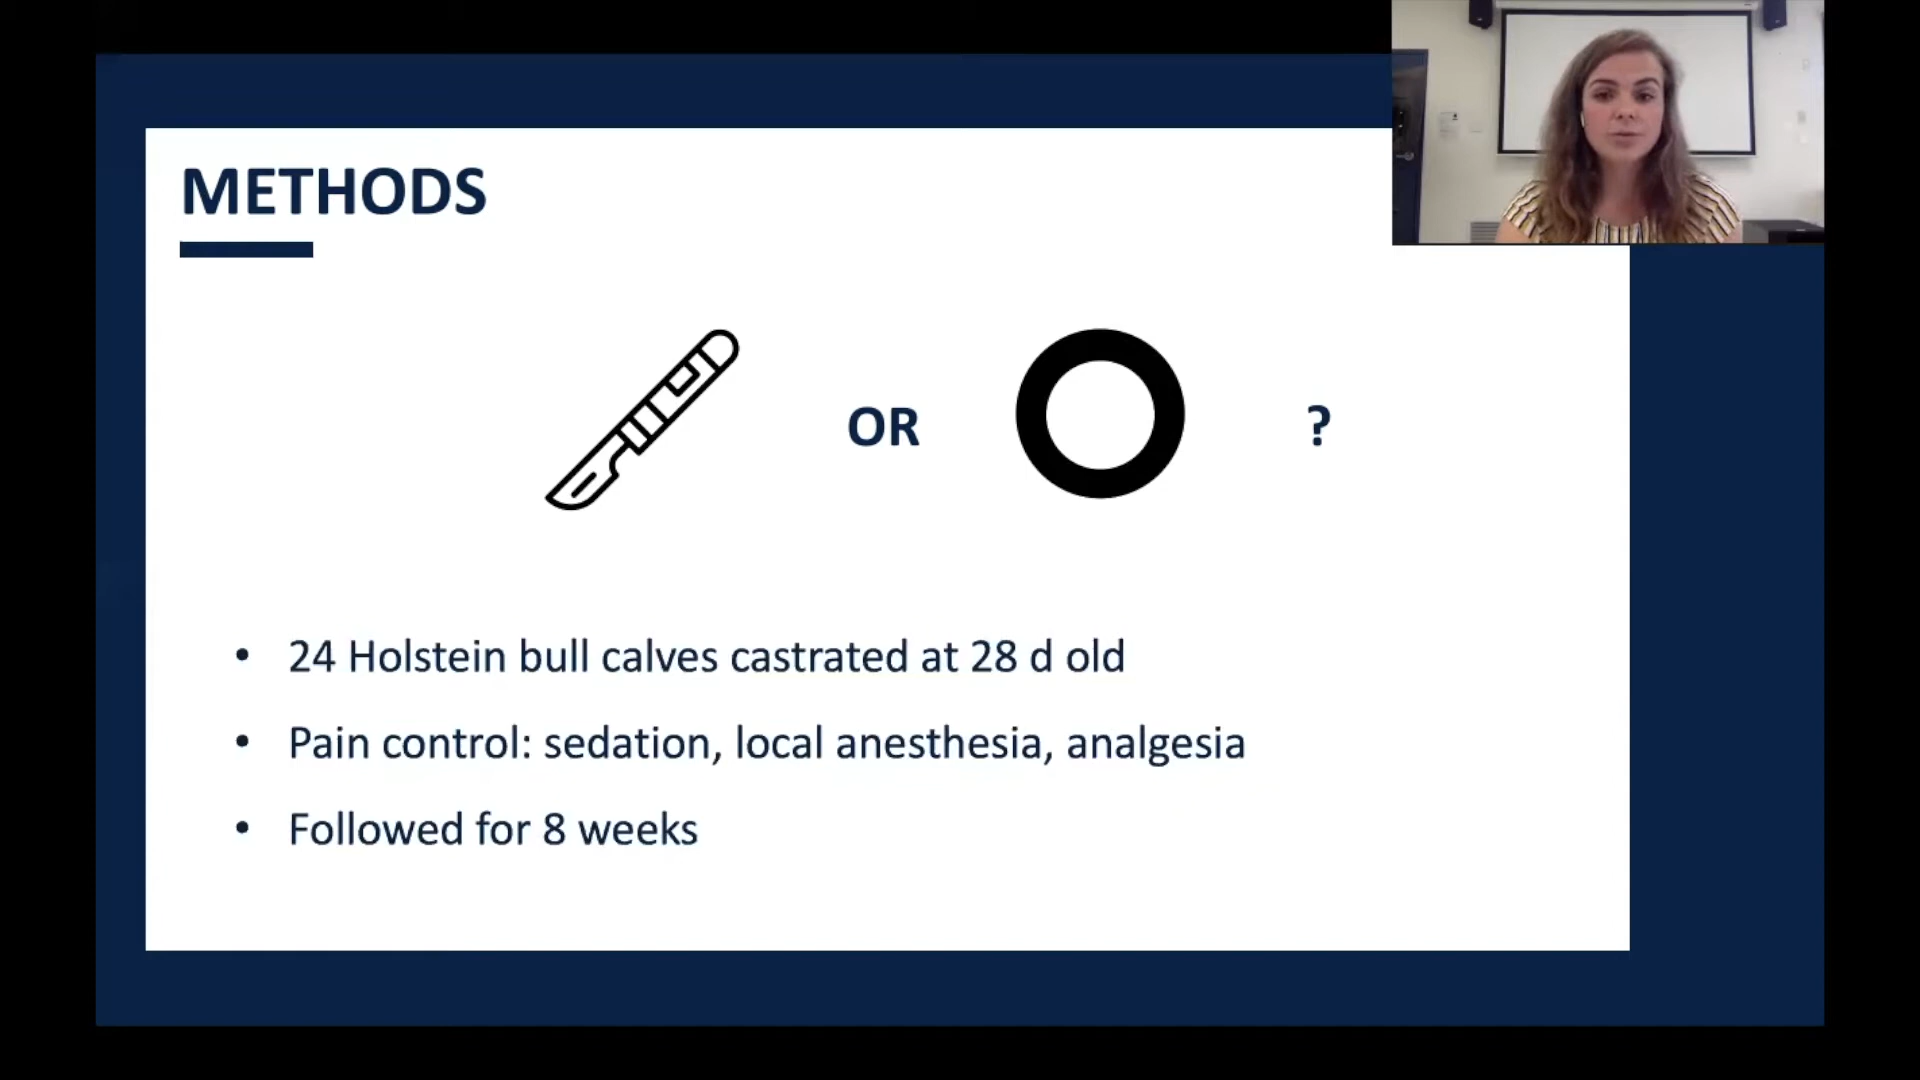 METHODS
OR
?
• 24 Holstein bull calves castrated at 28 d old
• Pain control: sedation, local anesthesia, analgesia
• Followed for 8 weeks